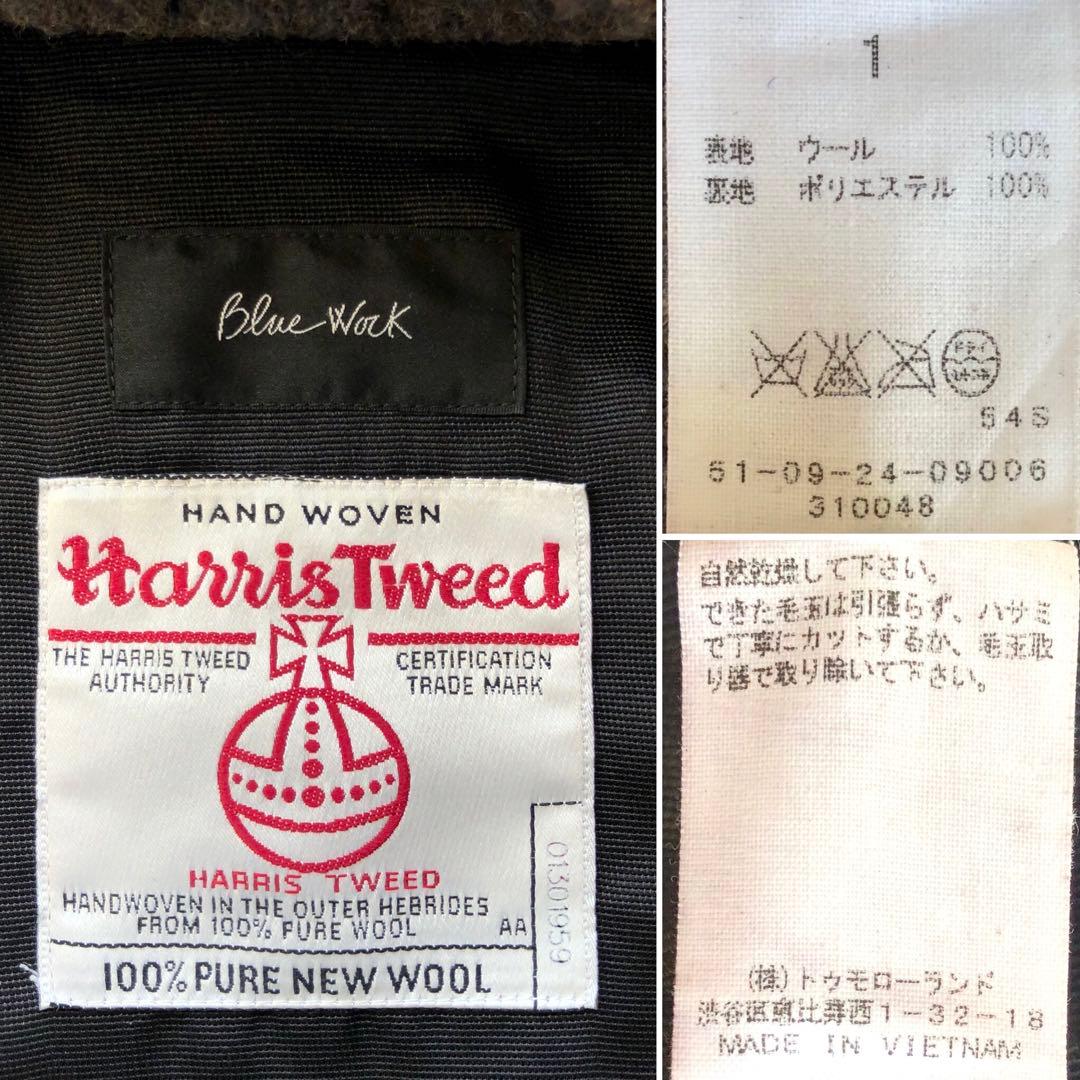 Blue Work
HAND WOVEN
Harris Tweed
THE HARRIS TWEED
AUTHORITY
CERTIFICATION
TRADE MARK
HARRIS TWEED
HANDWOVEN IN THE OUTER HEBRIDES
FROM 100% PURE WOOL
AA
01301959
100% PURE NEW WOOL
1
表地 ウール 100%
裏地 ポリエステル 100%
ドライ
54S
61-09-24-09006
310048
自然乾燥して下さい。
できた毛玉は引張らず、ハサミ
で丁寧にカットするか、毛玉取
り器で取り除いて下さい。
(株)トゥモローランド
渋谷区恵比寿西1-32-18
MADE IN VIETNAM